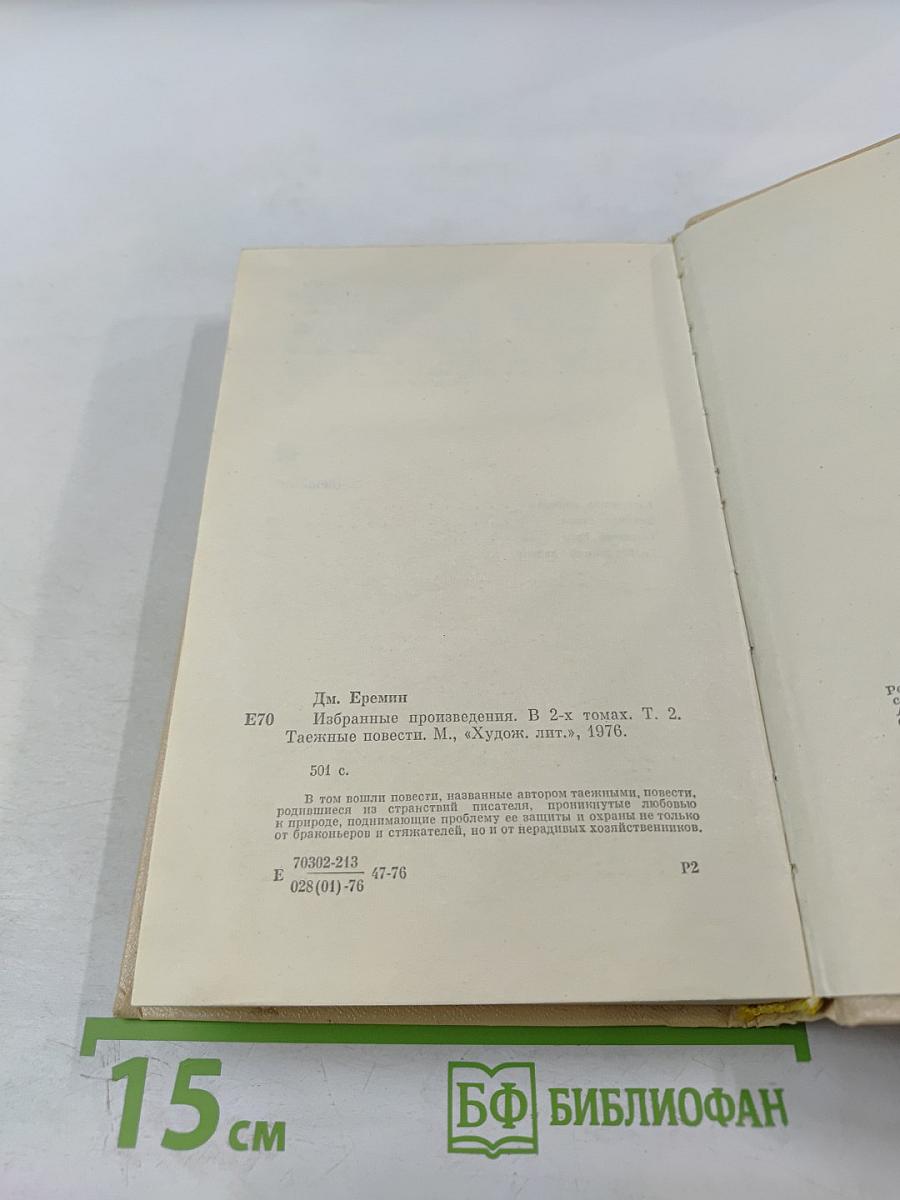 Дм. Еремин
Е70 Избранные произведения. В 2-х томах. Т. 2.
Таежные повести. М., «Худож. лит.», 1976.
501 с.
В том вошли повести, названные автором таежными, повести,
родившиеся из странствий писателя, проникнутые любовью
к природе, поднимающие проблему ее защиты и охраны не только
от браконьеров и стяжателей, но и от нерадивых хозяйственников.
Е 70302-213 47-76 Р2
028(01)-76
15 см
БФ БИБЛИОФАН